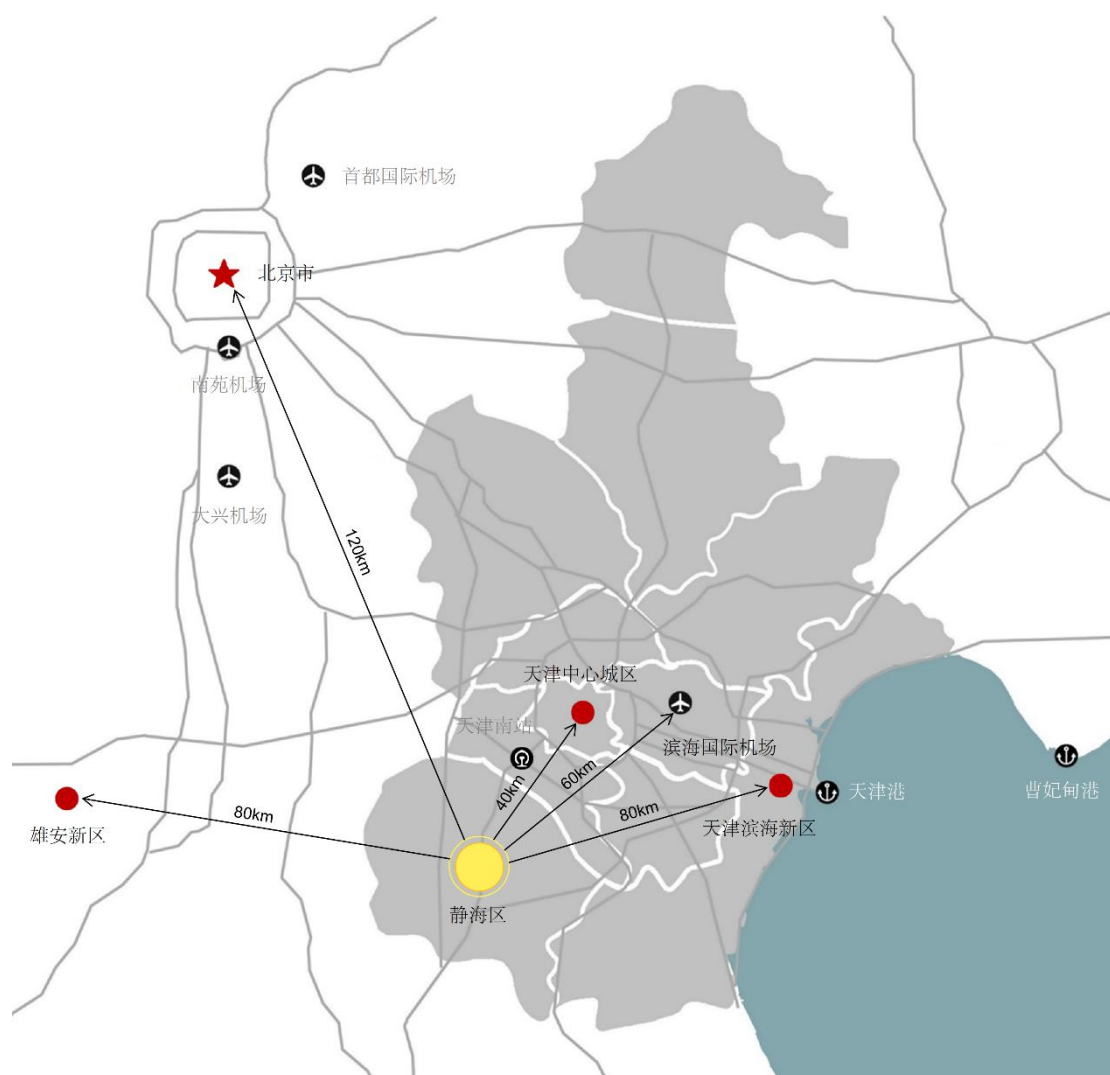 首都国际机场
北京市
南苑机场
大兴机场
120km
天津中心城区
天津南站
滨海国际机场
40km
60km
80km
天津港
曹妃甸港
80km
天津滨海新区
雄安新区
静海区